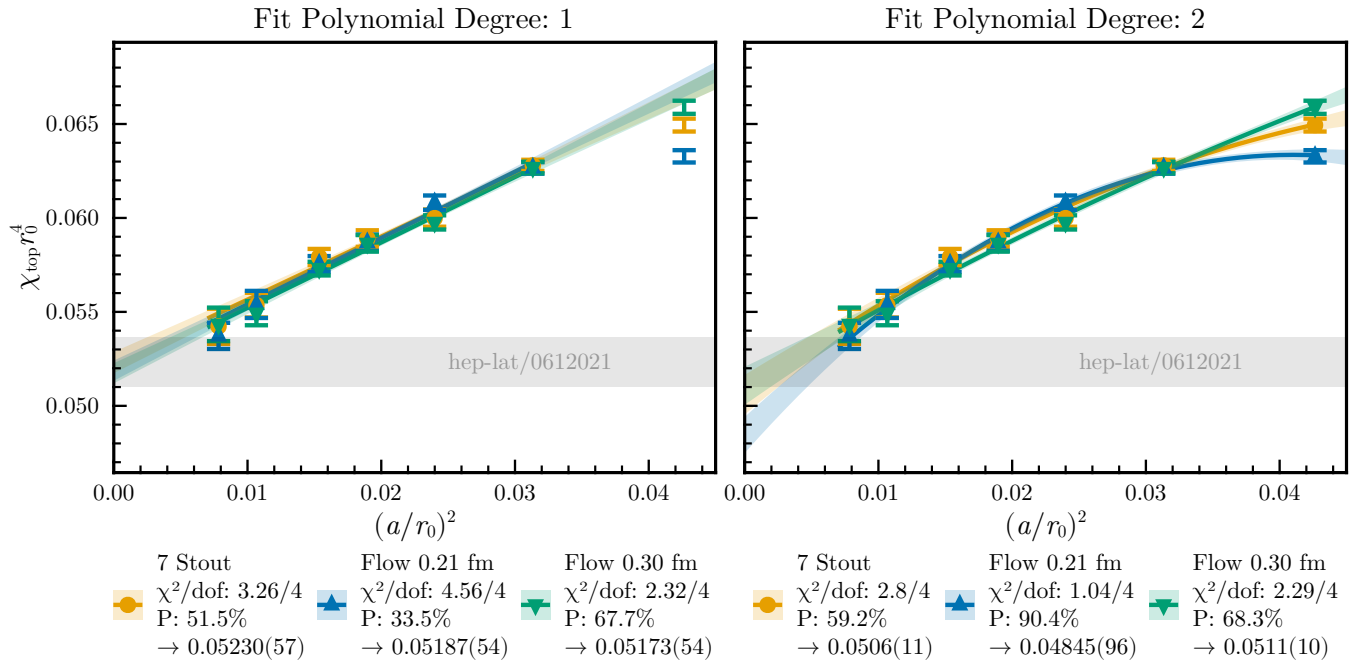 Fit Polynomial Degree: 1
Fit Polynomial Degree: 2
χ_top r_0^4
0.065
0.060
0.055
0.050
hep-lat/0612021
hep-lat/0612021
0.00 0.01 0.02 0.03 0.04
0.00 0.01 0.02 0.03 0.04
(a/r_0)^2
(a/r_0)^2
7 Stout
χ²/dof: 3.26/4
P: 51.5%
→ 0.05230(57)
Flow 0.21 fm
χ²/dof: 4.56/4
P: 33.5%
→ 0.05187(54)
Flow 0.30 fm
χ²/dof: 2.32/4
P: 67.7%
→ 0.05173(54)
7 Stout
χ²/dof: 2.8/4
P: 59.2%
→ 0.0506(11)
Flow 0.21 fm
χ²/dof: 1.04/4
P: 90.4%
→ 0.04845(96)
Flow 0.30 fm
χ²/dof: 2.29/4
P: 68.3%
→ 0.0511(10)